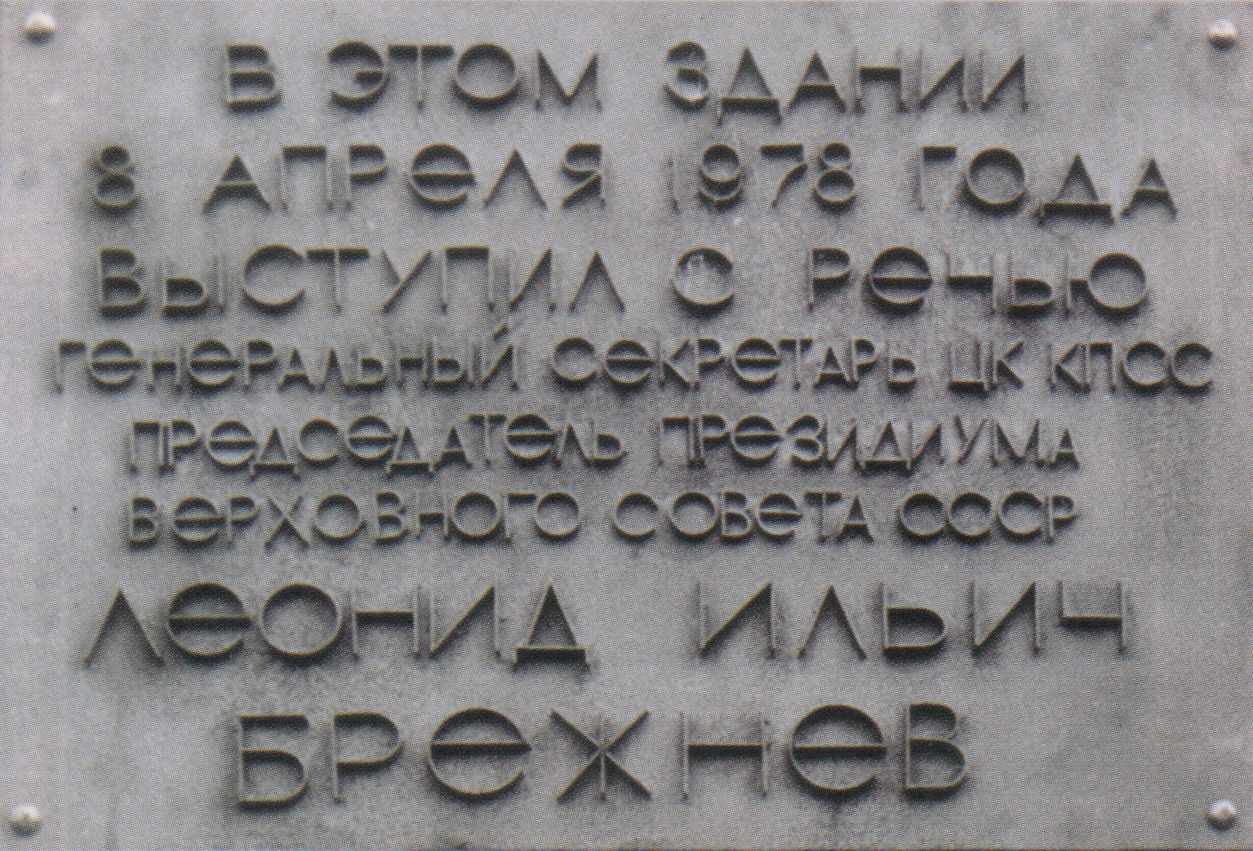 В ЭТОМ ЗДАНИИ
8 АПРЕЛЯ 1978 ГОДА
ВЫСТУПИЛ С РЕЧЬЮ
ГЕНЕРАЛЬНЫЙ СЕКРЕТАРЬ ЦК КПСС
ПРЕДСЕДАТЕЛЬ ПРЕЗИДИУМА
ВЕРХОВНОГО СОВЕТА СССР
ЛЕОНИД ИЛЬИЧ
БРЕЖНЕВ